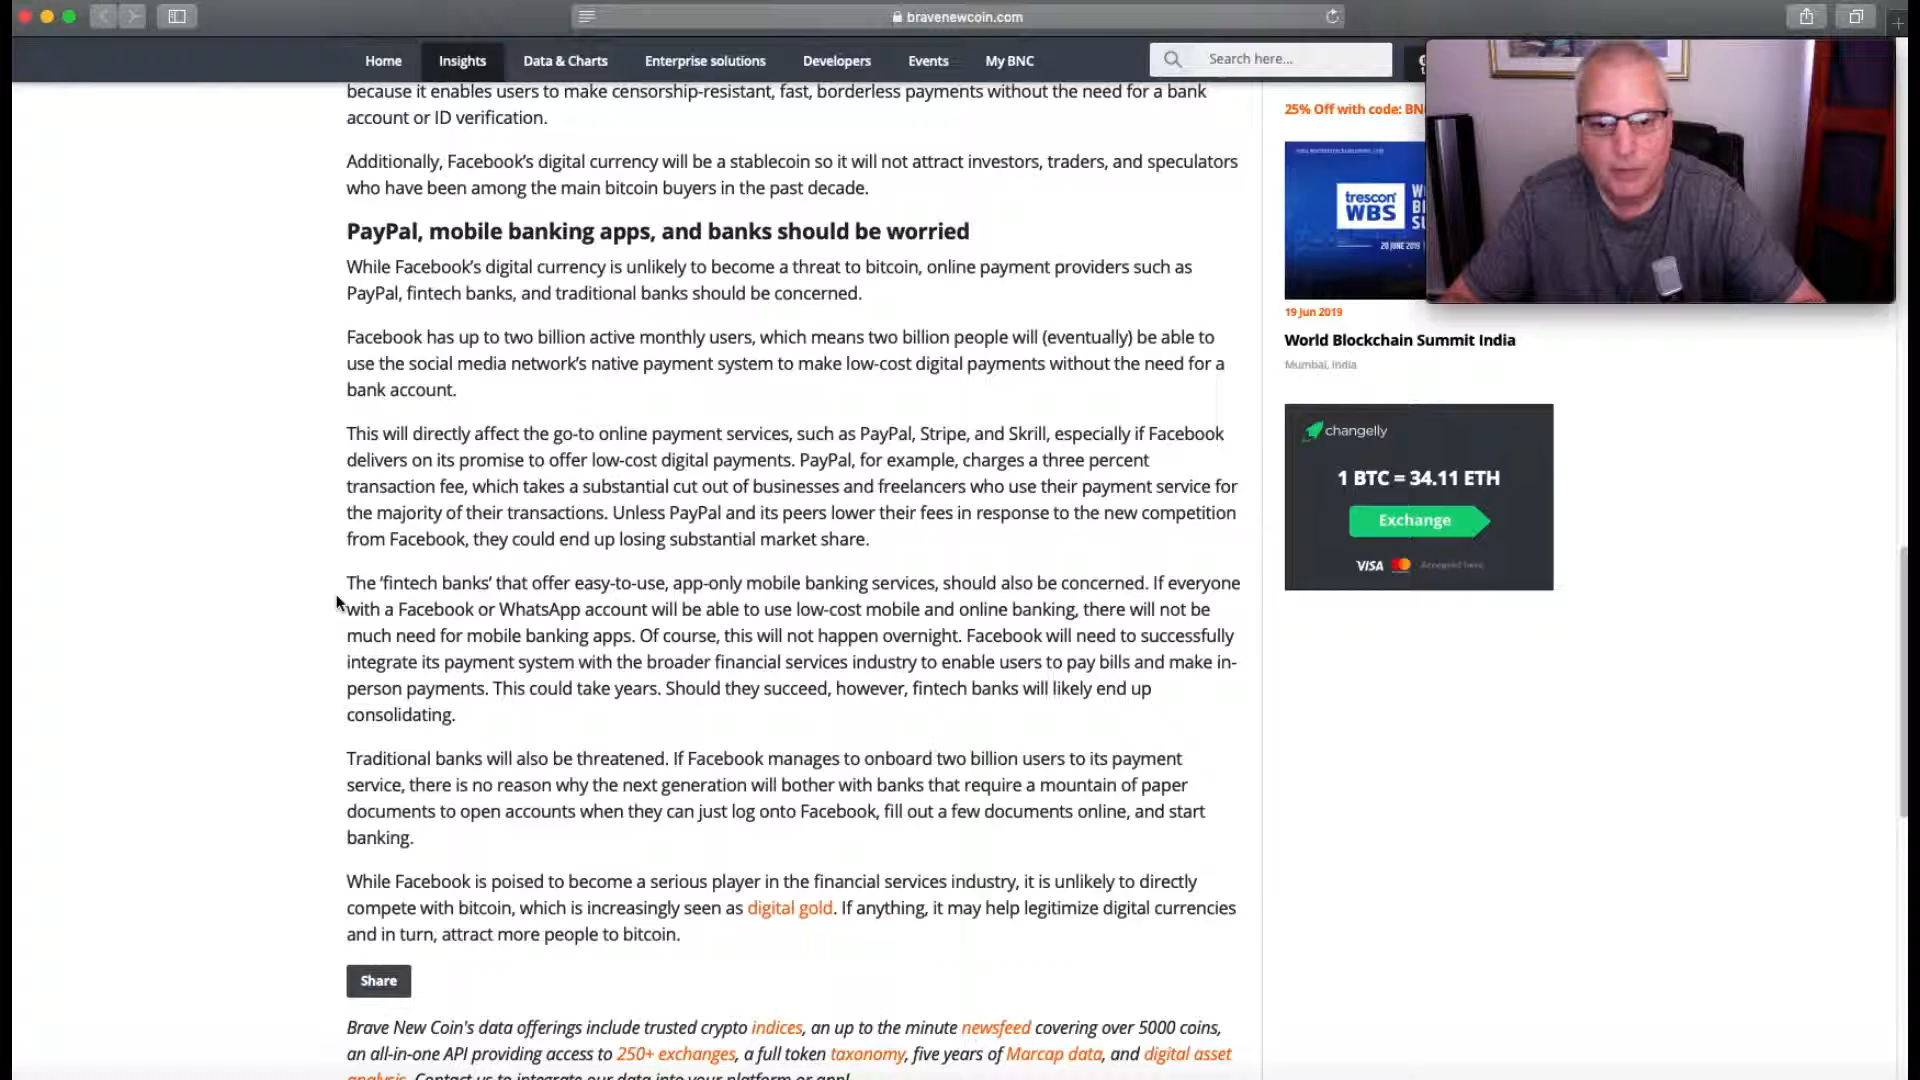 bravenewcoin.com
Home
Insights
Data & Charts
Enterprise solutions
Developers
Events
My BNC
Search here...
because it enables users to make censorship-resistant, fast, borderless payments without the need for a bank
account or ID verification.
Additionally, Facebook’s digital currency will be a stablecoin so it will not attract investors, traders, and speculators
who have been among the main bitcoin buyers in the past decade.
PayPal, mobile banking apps, and banks should be worried
While Facebook’s digital currency is unlikely to become a threat to bitcoin, online payment providers such as
PayPal, fintech banks, and traditional banks should be concerned.
Facebook has up to two billion active monthly users, which means two billion people will (eventually) be able to
use the social media network’s native payment system to make low-cost digital payments without the need for a
bank account.
This will directly affect the go-to online payment services, such as PayPal, Stripe, and Skrill, especially if Facebook
delivers on its promise to offer low-cost digital payments. PayPal, for example, charges a three percent
transaction fee, which takes a substantial cut out of businesses and freelancers who use their payment service for
the majority of their transactions. Unless PayPal and its peers lower their fees in response to the new competition
from Facebook, they could end up losing substantial market share.
The ‘fintech banks’ that offer easy-to-use, app-only mobile banking services, should also be concerned. If everyone
with a Facebook or WhatsApp account will be able to use low-cost mobile and online banking, there will not be
much need for mobile banking apps. Of course, this will not happen overnight. Facebook will need to successfully
integrate its payment system with the broader financial services industry to enable users to pay bills and make in-
person payments. This could take years. Should they succeed, however, fintech banks will likely end up
consolidating.
Traditional banks will also be threatened. If Facebook manages to onboard two billion users to its payment
service, there is no reason why the next generation will bother with banks that require a mountain of paper
documents to open accounts when they can just log onto Facebook, fill out a few documents online, and start
banking.
While Facebook is poised to become a serious player in the financial services industry, it is unlikely to directly
compete with bitcoin, which is increasingly seen as digital gold. If anything, it may help legitimize digital currencies
and in turn, attract more people to bitcoin.
Share
Brave New Coin's data offerings include trusted crypto indices, an up to the minute newsfeed covering over 5000 coins,
an all-in-one API providing access to 250+ exchanges, a full token taxonomy, five years of Marcap data, and digital asset
analysis. Contact us to integrate our data into your platform or app!
25% Off with code:
trescon
WBS
20 JUNE 2019
19 Jun 2019
World Blockchain Summit India
Mumbai, India
changelly
1 BTC = 34.11 ETH
Exchange
VISA
Accepted here